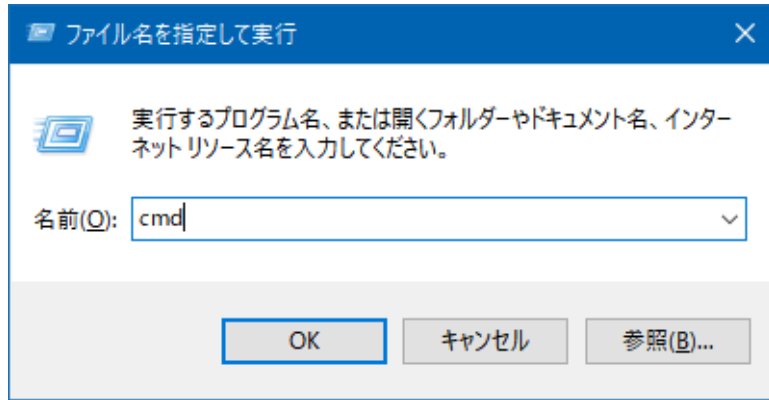 ファイル名を指定して実行
実行するプログラム名、または開くフォルダーやドキュメント名、インター
ネット リソース名を入力してください。
名前(O): cmd
OK キャンセル 参照(B)...